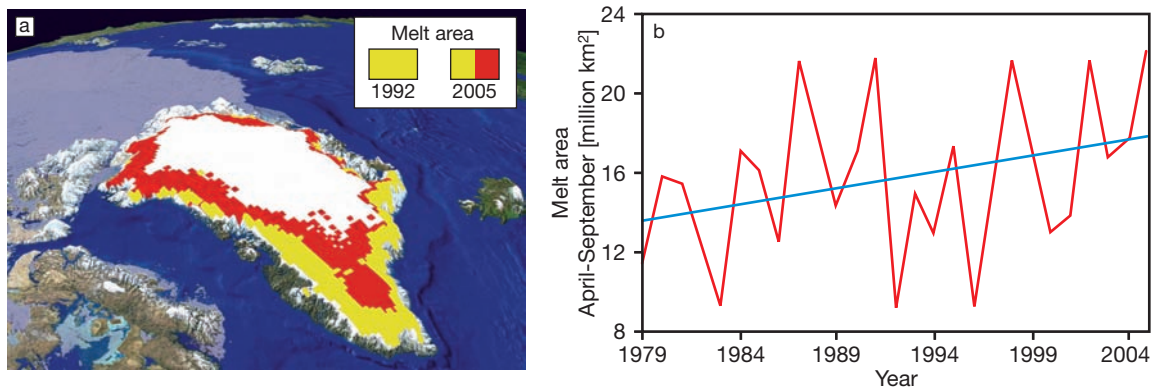 a
Melt area
1992 2005
b
Melt area
April-September [million km²]
24
20
16
12
8
1979 1984 1989 1994 1999 2004
Year